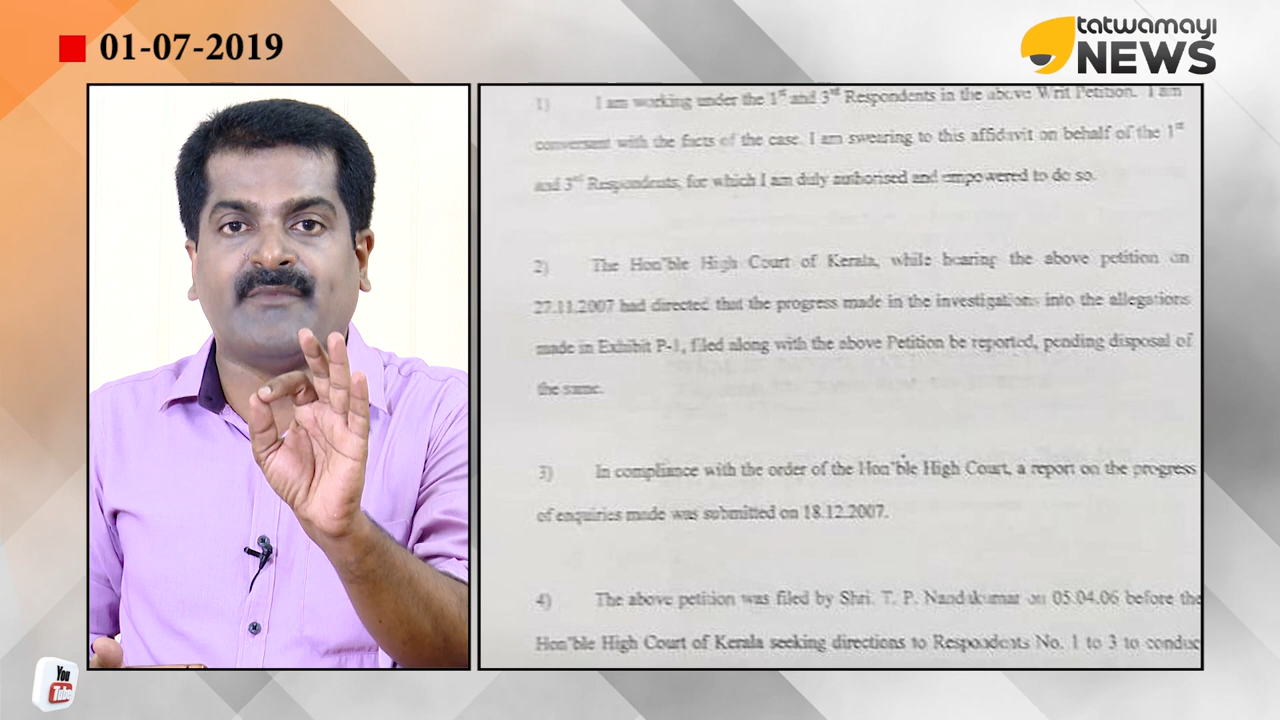 01-07-2019
tatwamayi
NEWS
1) I am working under the 1st and 3rd Respondents in the above Writ Petition. I am
conversant with the facts of the case. I am swearing to this affidavit on behalf of the 1st
and 3rd Respondents, for which I am duly authorised and empowered to do so.
2) The Hon'ble High Court of Kerala, while hearing the above petition on
27.11.2007 had directed that the progress made in the investigations into the allegations
made in Exhibit P-1, filed along with the above Petition be reported, pending disposal of
the same.
3) In compliance with the order of the Hon'ble High Court, a report on the progress
of enquiries made was submitted on 18.12.2007.
4) The above petition was filed by Shri. T. P. Nandakumar on 05.04.06 before the
Hon'ble High Court of Kerala seeking directions to Respondents No. 1 to 3 to conduc
You
Tube